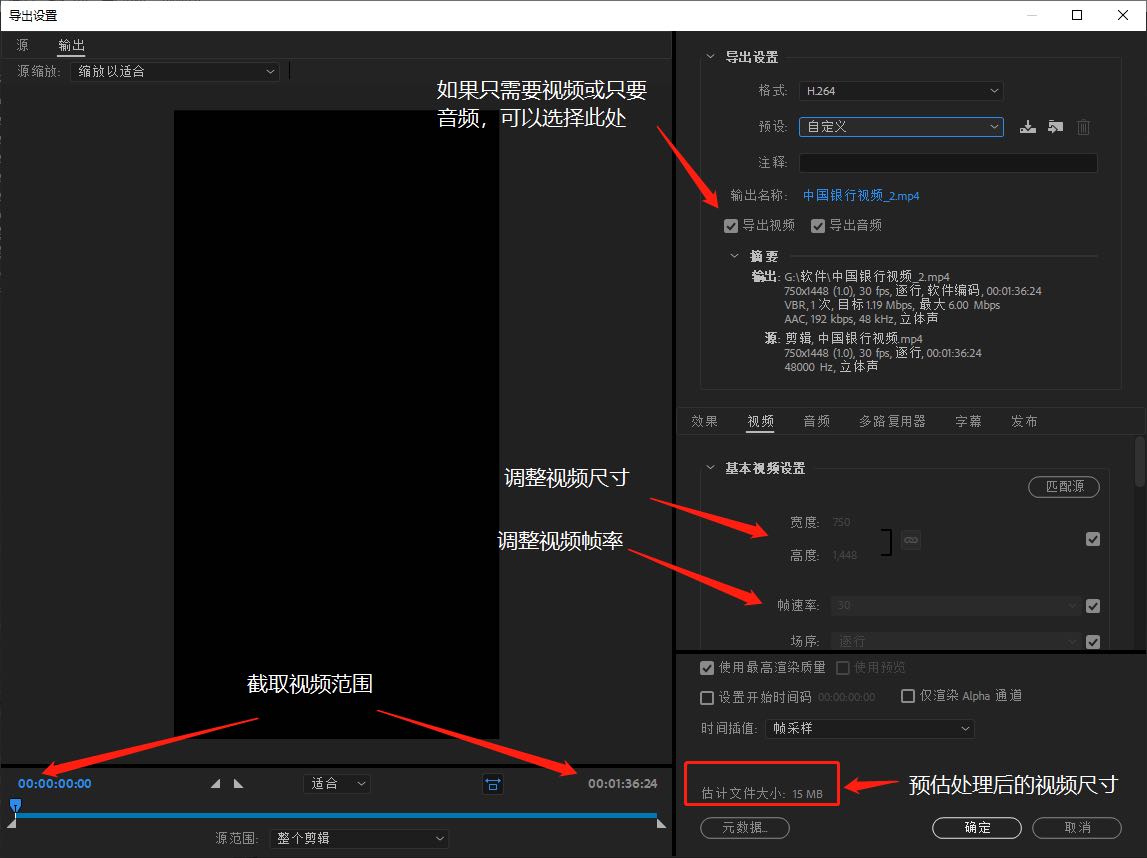 导出设置
源 输出
源缩放: 缩放以适合
如果只需要视频或只要
音频，可以选择此处
调整视频尺寸
调整视频帧率
截取视频范围
00:00:00:00 适合 00:01:36:24
源范围: 整个剪辑
导出设置
格式: H.264
预设: 自定义
注释:
输出名称: 中国银行视频_2.mp4
导出视频 导出音频
摘要
输出: G:\软件\中国银行视频_2.mp4
750x1448 (1.0), 30 fps, 逐行, 软件编码, 00:01:36:24
VBR, 1 次, 目标 1.19 Mbps, 最大 6.00 Mbps
AAC, 192 kbps, 48 kHz, 立体声
源: 剪辑, 中国银行视频.mp4
750x1448 (1.0), 30 fps, 逐行, 00:01:36:24
48000 Hz, 立体声
效果 视频 音频 多路复用器 字幕 发布
基本视频设置
匹配源
宽度: 750
高度: 1,448
帧速率: 30
场序: 逐行
使用最高渲染质量 使用预览
设置开始时间码 00:00:00:00 仅渲染 Alpha 通道
时间插值: 帧采样
估计文件大小: 15 MB
预估处理后的视频尺寸
元数据... 确定 取消